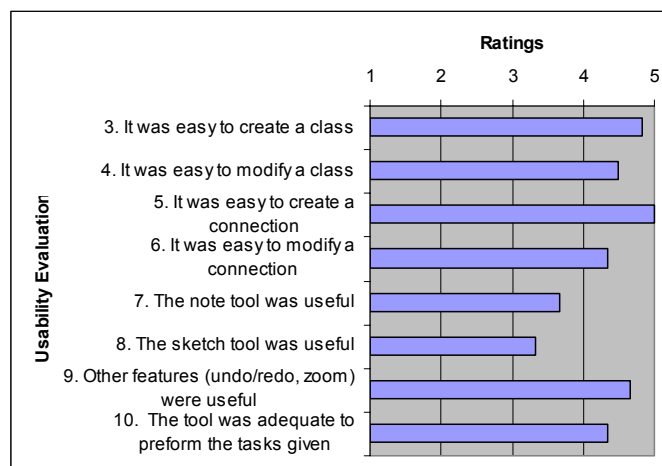 Ratings
1 2 3 4 5
Usability Evaluation
3. It was easy to create a class
4. It was easy to modify a class
5. It was easy to create a
connection
6. It was easy to modify a
connection
7. The note tool was useful
8. The sketch tool was useful
9. Other features (undo/redo, zoom)
were useful
10. The tool was adequate to
preform the tasks given